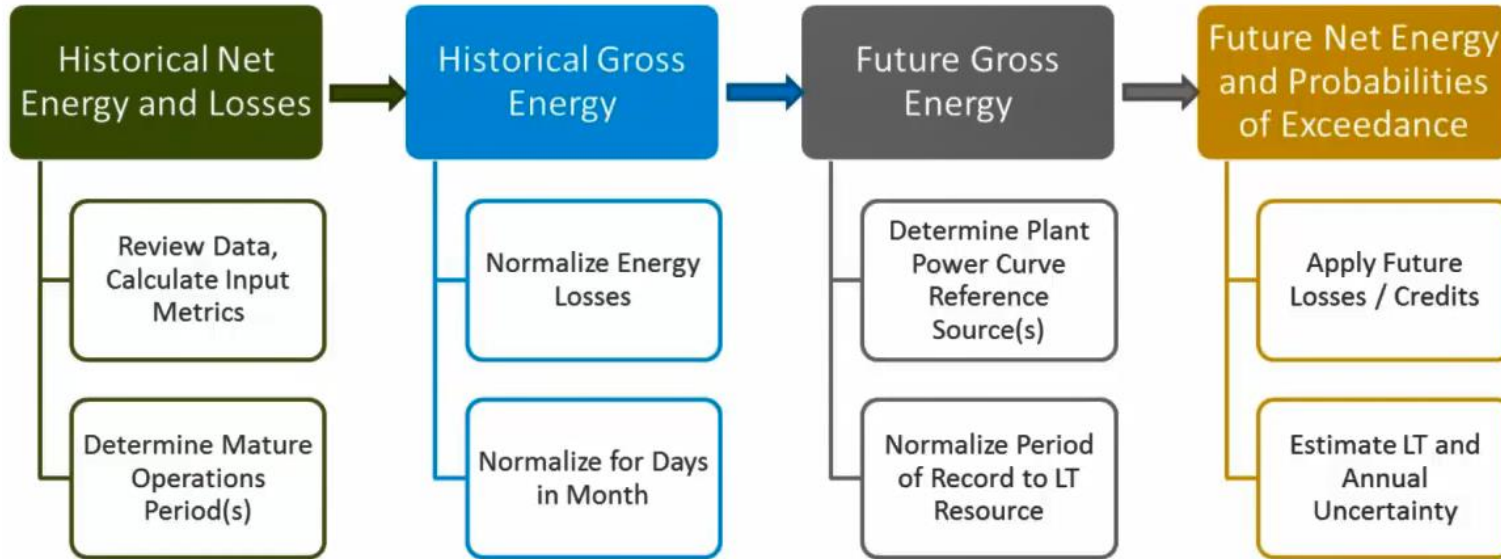 Historical Net
Energy and Losses
Review Data,
Calculate Input
Metrics
Determine Mature
Operations
Period(s)
Historical Gross
Energy
Normalize Energy
Losses
Normalize for Days
in Month
Future Gross
Energy
Determine Plant
Power Curve
Reference
Source(s)
Normalize Period
of Record to LT
Resource
Future Net Energy
and Probabilities
of Exceedance
Apply Future
Losses / Credits
Estimate LT and
Annual
Uncertainty